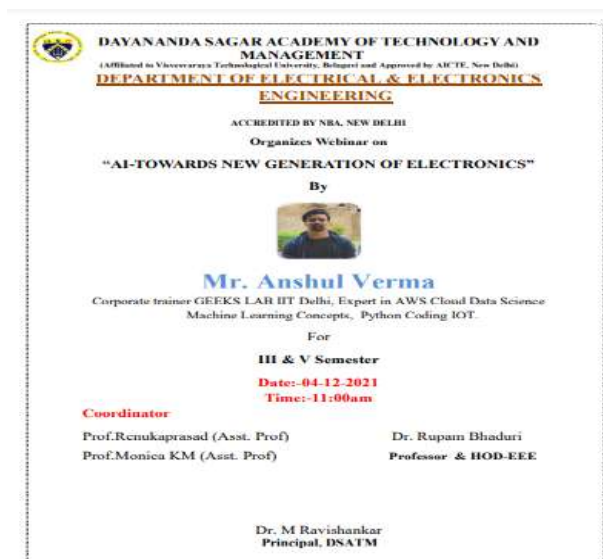 DAYANANDA SAGAR ACADEMY OF TECHNOLOGY AND
MANAGEMENT
(Affiliated to Visvesvaraya Technological University, Belagavi and Approved by AICTE, New Delhi)
DEPARTMENT OF ELECTRICAL & ELECTRONICS
ENGINEERING
ACCREDITED BY NBA, NEW DELHI
Organizes Webinar on
“AI-TOWARDS NEW GENERATION OF ELECTRONICS”
By
Mr. Anshul Verma
Corporate trainer GEEKS LAB IIT Delhi, Expert in AWS Cloud Data Science
Machine Learning Concepts, Python Coding IOT.
For
III & V Semester
Date:-04-12-2021
Time:-11:00am
Coordinator
Prof.Renukaprasad (Asst. Prof) Dr. Rupam Bhaduri
Prof.Monica KM (Asst. Prof) Professor & HOD-EEE
Dr. M Ravishankar
Principal, DSATM